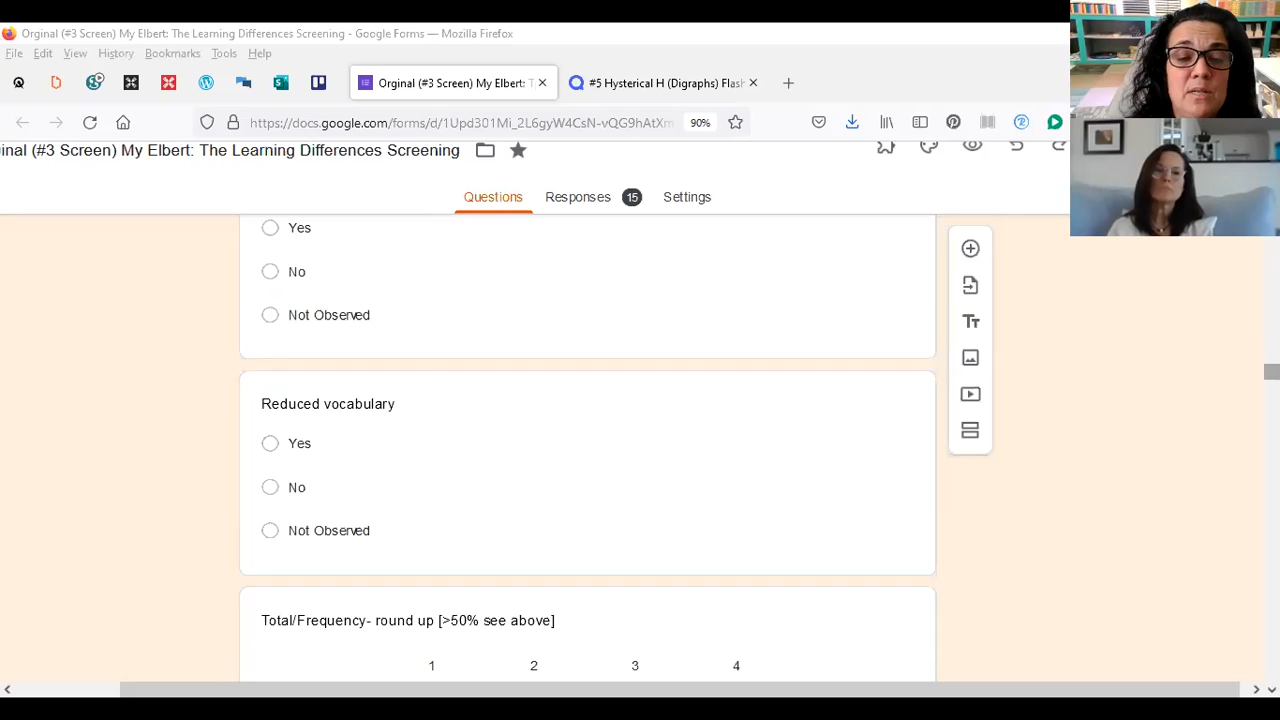 Orginal (#3 Screen) My Elbert: The Learning Differences Screening - Google Forms — Mozilla Firefox
File Edit View History Bookmarks Tools Help
Orginal (#3 Screen) My Elbert: T
#5 Hysterical H (Digraphs) Flash
https://docs.google.com/forms/d/1Upd301Mi_2L6gyW4CsN-vQG9hAtXm
90%
inal (#3 Screen) My Elbert: The Learning Differences Screening
Questions Responses 15 Settings
Yes
No
Not Observed
Reduced vocabulary
Yes
No
Not Observed
Total/Frequency- round up [>50% see above]
1 2 3 4